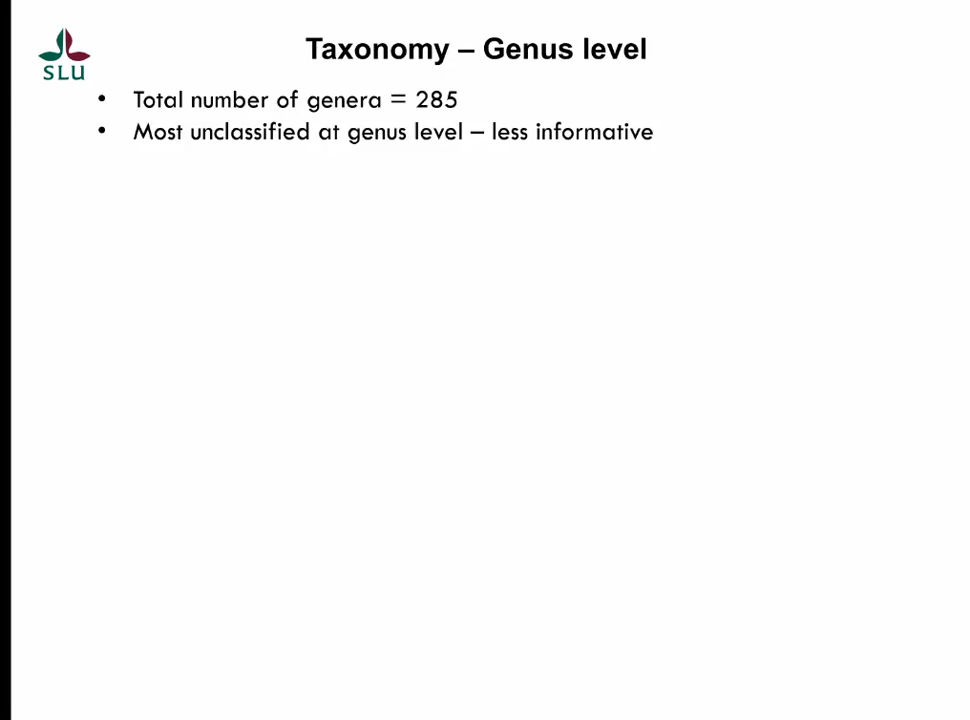 SLU
Taxonomy – Genus level
• Total number of genera = 285
• Most unclassified at genus level – less informative